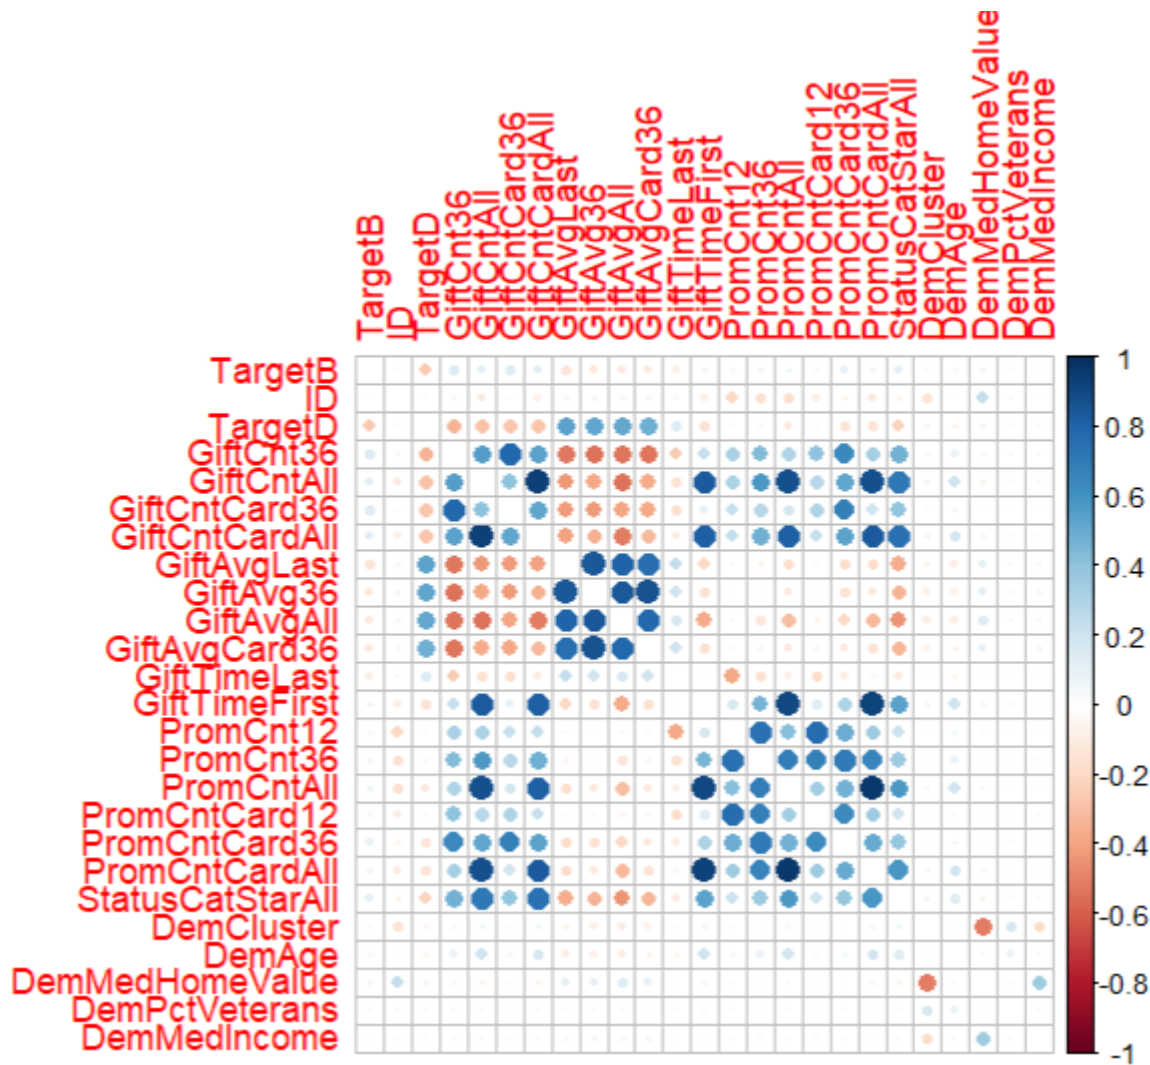 TargetB
ID
TargetD
GiftCnt36
GiftCntAll
GiftCntCard36
GiftCntCardAll
GiftAvgLast
GiftAvg36
GiftAvgAll
GiftAvgCard36
GiftTimeLast
GiftTimeFirst
PromCnt12
PromCnt36
PromCntAll
PromCntCard12
PromCntCard36
PromCntCardAll
StatusCatStarAll
DemCluster
DemAge
DemMedHomeValue
DemPctVeterans
DemMedIncome
TargetB
ID
TargetD
GiftCnt36
GiftCntAll
GiftCntCard36
GiftCntCardAll
GiftAvgLast
GiftAvg36
GiftAvgAll
GiftAvgCard36
GiftTimeLast
GiftTimeFirst
PromCnt12
PromCnt36
PromCntAll
PromCntCard12
PromCntCard36
PromCntCardAll
StatusCatStarAll
DemCluster
DemAge
DemMedHomeValue
DemPctVeterans
DemMedIncome
1
0.8
0.6
0.4
0.2
0
-0.2
-0.4
-0.6
-0.8
-1